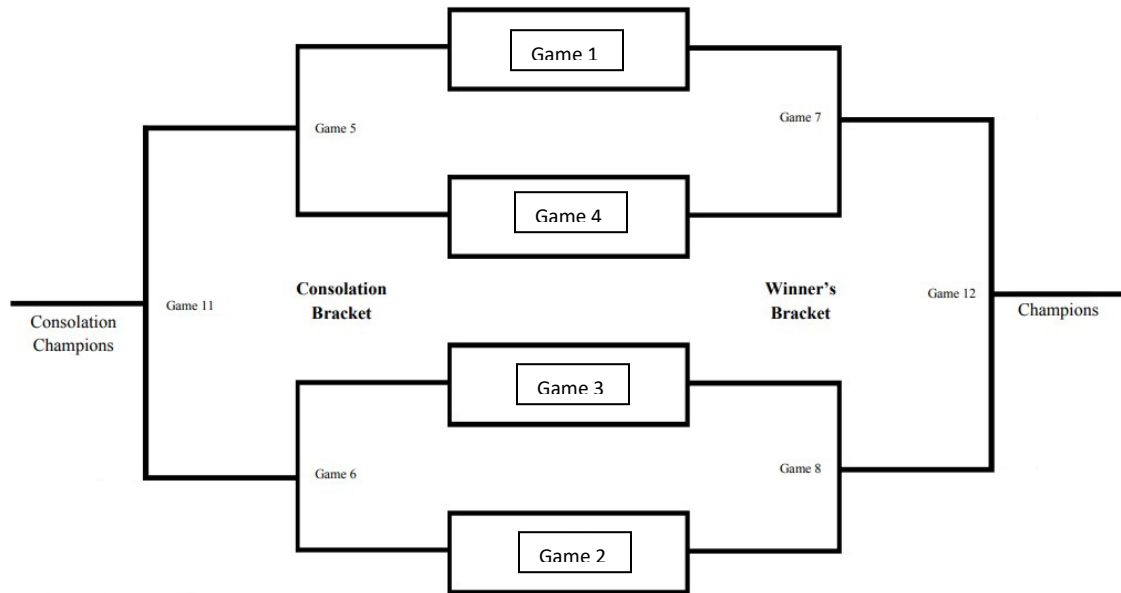 Game 1
Game 5
Game 7
Game 4
Consolation
Bracket
Winner's
Bracket
Game 11
Game 12
Consolation
Champions
Champions
Game 3
Game 6
Game 8
Game 2